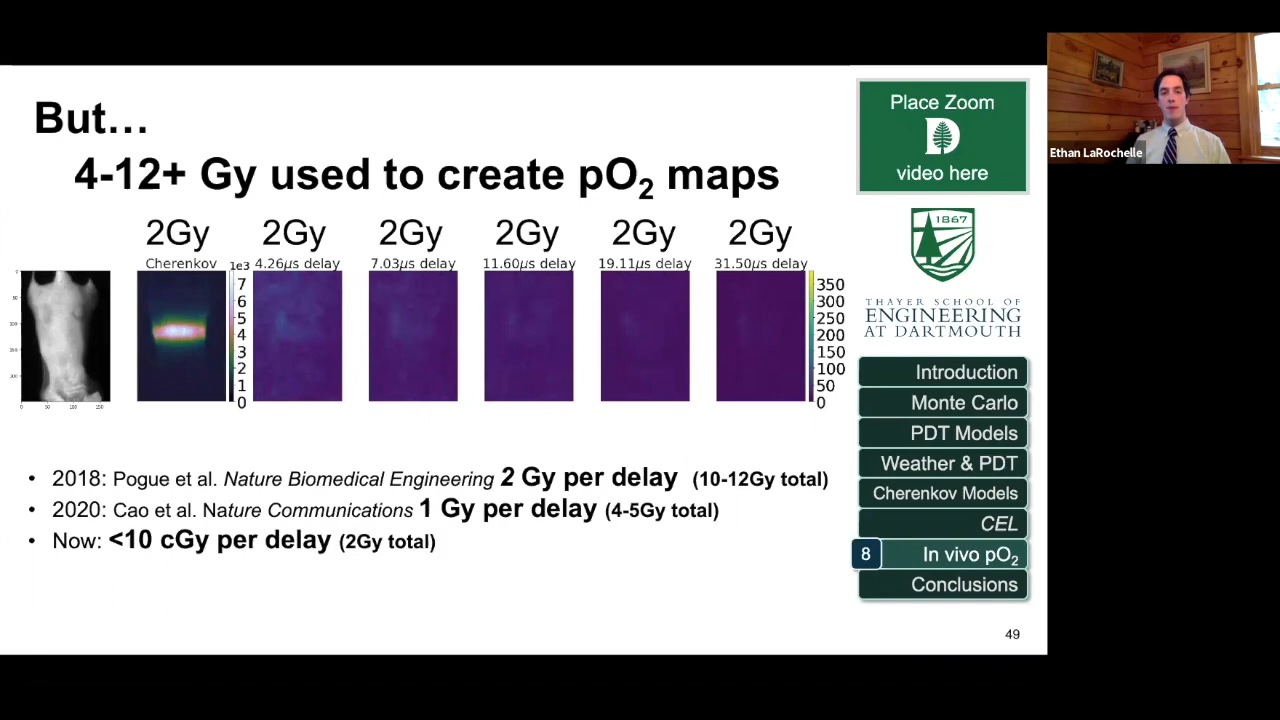 But…
4-12+ Gy used to create pO₂ maps
2Gy 2Gy 2Gy 2Gy 2Gy 2Gy
Cherenkov 1e3 4.26μs delay 7.03μs delay 11.60μs delay 19.11μs delay 31.50μs delay
7
6
5
4
3
2
1
0
350
300
250
200
150
100
50
0
• 2018: Pogue et al. Nature Biomedical Engineering 2 Gy per delay (10-12Gy total)
• 2020: Cao et al. Nature Communications 1 Gy per delay (4-5Gy total)
• Now: <10 cGy per delay (2Gy total)
Place Zoom
D
video here
1867
THAYER SCHOOL OF
ENGINEERING
AT DARTMOUTH
Introduction
Monte Carlo
PDT Models
Weather & PDT
Cherenkov Models
CEL
8 In vivo pO₂
Conclusions
49
Ethan LaRochelle